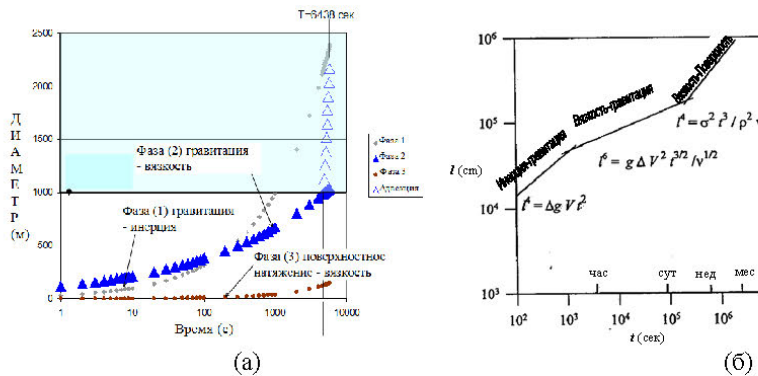 T=6438 сек
2500
2000
1500
1000
500
0
ДИАМЕТР
(м)
Фаза (2) гравитация
- вязкость
Фаза (1) гравитация
- инерция
Фаза (3) поверхностное
натяжение - вязкость
1
10
100
1000
10000
Время (с)
Фаза 1
Фаза 2
Фаза 3
(а)
10⁶
10⁵
10⁴
10³
l (cm)
Инерция-гравитация
Вязкость-гравитация
Вязкость-Поверхность
l⁴ = Δg V t²
l⁶ = g Δ V² t³/² / ν¹/²
l⁴ = σ² t³ / ρ² ν
час
сут
нед
мес
10²
10³
10⁴
10⁵
10⁶
t (сек)
(б)